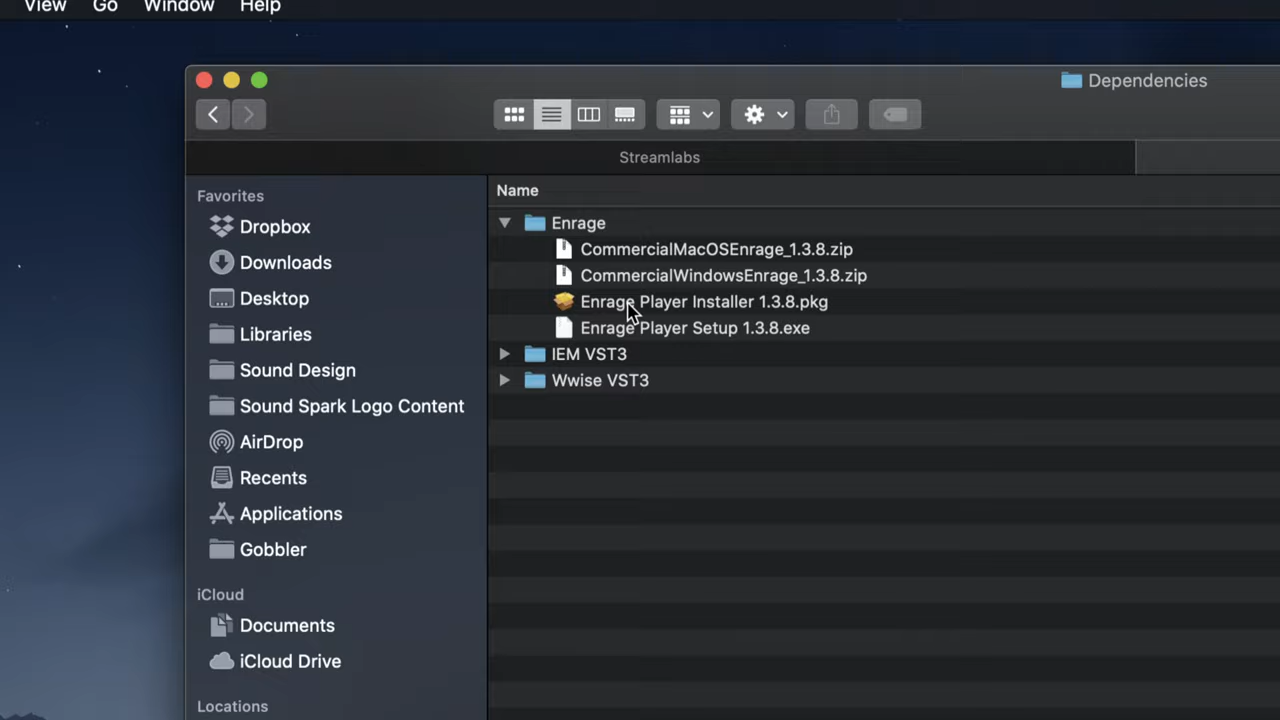 View Go Window Help
Dependencies
Streamlabs
Favorites
Dropbox
Downloads
Desktop
Libraries
Sound Design
Sound Spark Logo Content
AirDrop
Recents
Applications
Gobbler
iCloud
Documents
iCloud Drive
Locations
Name
Enrage
CommercialMacOSEnrage_1.3.8.zip
CommercialWindowsEnrage_1.3.8.zip
Enrage Player Installer 1.3.8.pkg
Enrage Player Setup 1.3.8.exe
IEM VST3
Wwise VST3